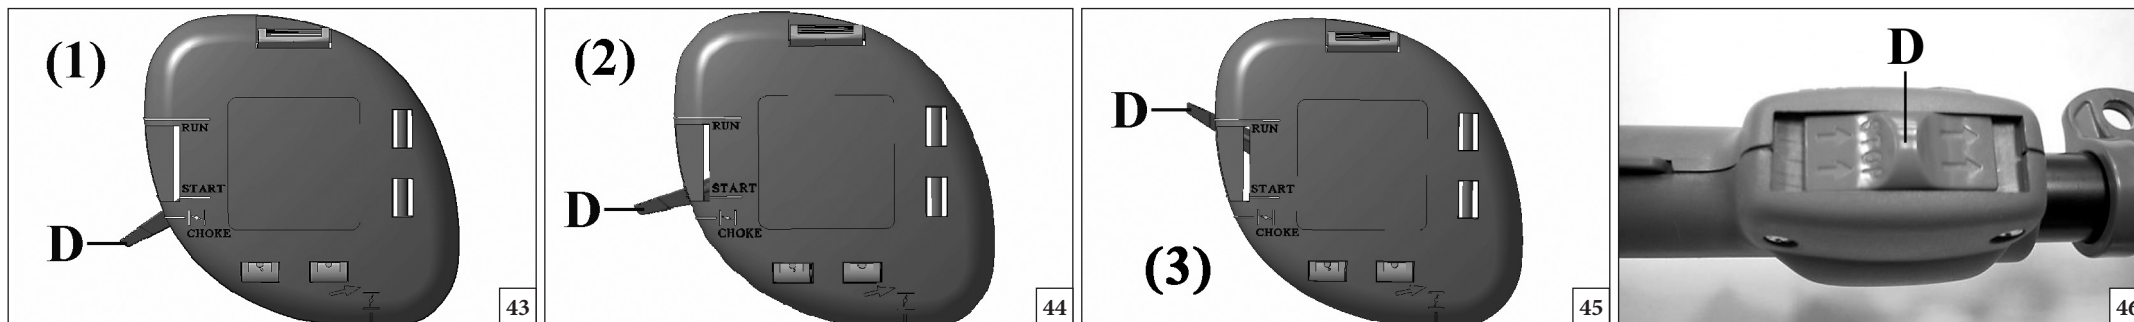 (1)
RUN
START
CHOKE
D
43
(2)
RUN
START
CHOKE
D
44
D
RUN
START
CHOKE
(3)
45
D
STOP
46